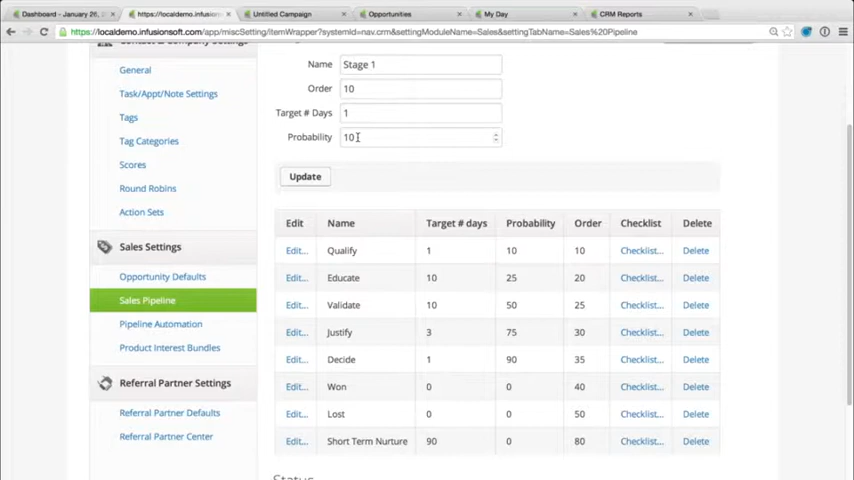 Dashboard - January 26,
https://localdemo.infusionsoft
Untitled Campaign
Opportunities
My Day
CRM Reports
https://localdemo.infusionsoft.com/app/miscSetting/itemWrapper?systemId=nav.crm&settingModuleName=Sales&settingTabName=Sales%20Pipeline
General
Task/Appt/Note Settings
Tags
Tag Categories
Scores
Round Robins
Action Sets
Sales Settings
Opportunity Defaults
Sales Pipeline
Pipeline Automation
Product Interest Bundles
Referral Partner Settings
Referral Partner Defaults
Referral Partner Center
Name Stage 1
Order 10
Target # Days 1
Probability 10
Update
Edit Name Target # days Probability Order Checklist Delete
Edit... Qualify 1 10 10 Checklist... Delete
Edit... Educate 10 25 20 Checklist... Delete
Edit... Validate 10 50 25 Checklist... Delete
Edit... Justify 3 75 30 Checklist... Delete
Edit... Decide 1 90 35 Checklist... Delete
Edit... Won 0 0 40 Checklist... Delete
Edit... Lost 0 0 50 Checklist... Delete
Edit... Short Term Nurture 90 0 80 Checklist... Delete
Status